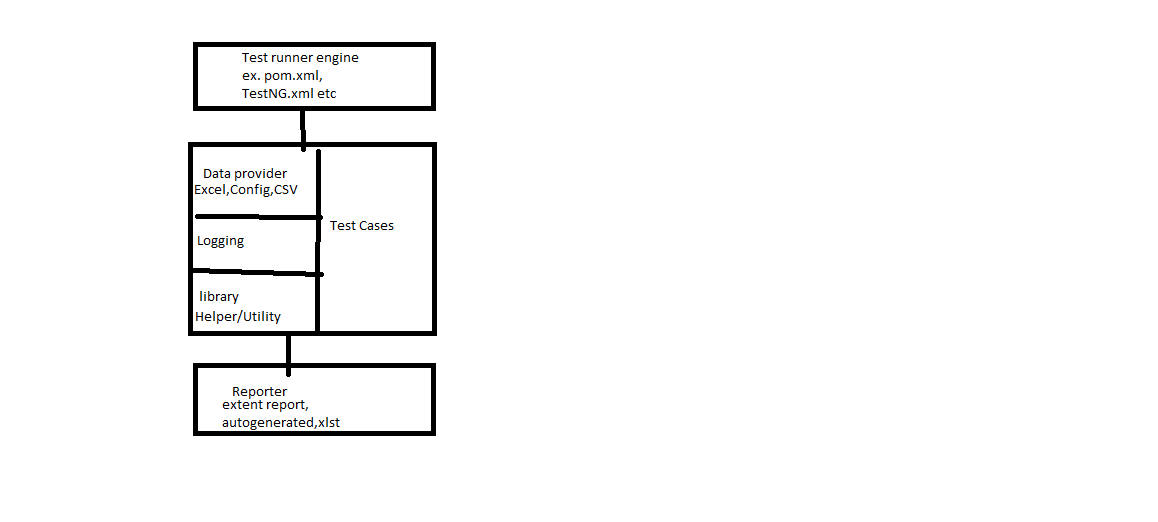 Test runner engine
ex. pom.xml,
TestNG.xml etc
Data provider
Excel,Config,CSV
Logging
library
Helper/Utility
Test Cases
Reporter
extent report,
autogenerated,xlst